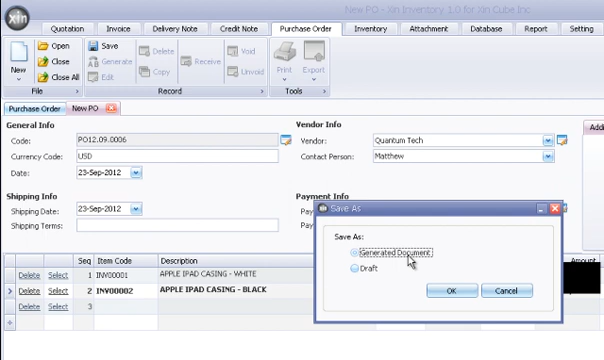 New PO - Xin Inventory 1.0 for Xin Cube Inc
xin
Quotation Invoice Delivery Note Credit Note Purchase Order Inventory Attachment Database Report Setting
New Open Close Close All File
Save Generate Edit Delete Copy Receive Void Unvoid Record
Print Export Tools
Purchase Order New PO
General Info
Code: PO12.09.0006
Currency Code: USD
Date: 23-Sep-2012
Vendor Info
Vendor: Quantum Tech
Contact Person: Matthew
Shipping Info
Shipping Date: 23-Sep-2012
Shipping Terms:
Payment Info
Save As
Save As:
Generated Document
Draft
OK Cancel
Seq Item Code Description Amount
Delete Select 1 INV00001 APPLE IPAD CASING - WHITE
Delete Select 2 INV00002 APPLE IPAD CASING - BLACK
Delete Select 3